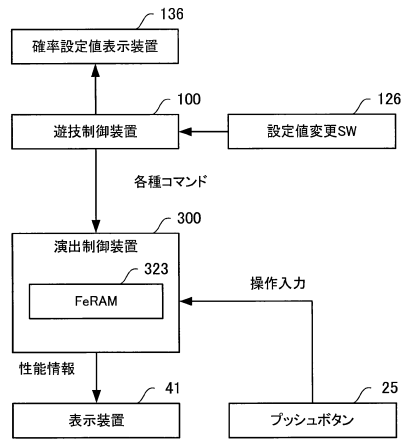 136
確率設定値表示装置
100
126
遊技制御装置
設定値変更SW
各種コマンド
300
演出制御装置
323
FeRAM
操作入力
性能情報
41
25
表示装置
プッシュボタン